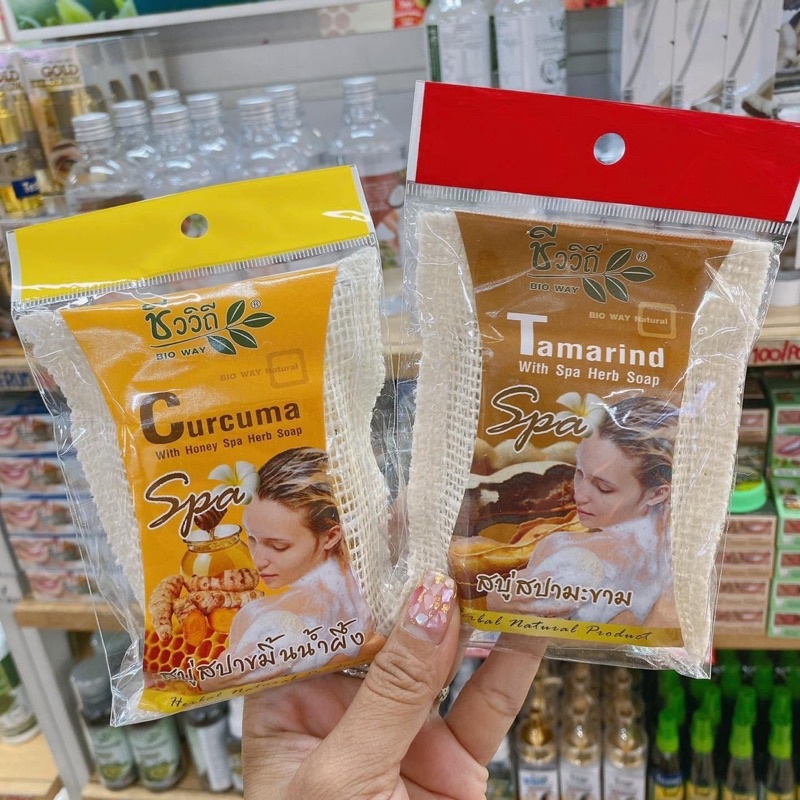 ชีววิถี
®
BIO WAY
BIO WAY Natural
Curcuma
With Honey Spa Herb Soap
Spa
สบู่สปาขมิ้นน้ำผึ้ง
ชีววิถี
®
BIO WAY
BIO WAY Natural
Tamarind
With Spa Herb Soap
Spa
สบู่สปามะขาม
Herbal Natural Product
GOLD
100/